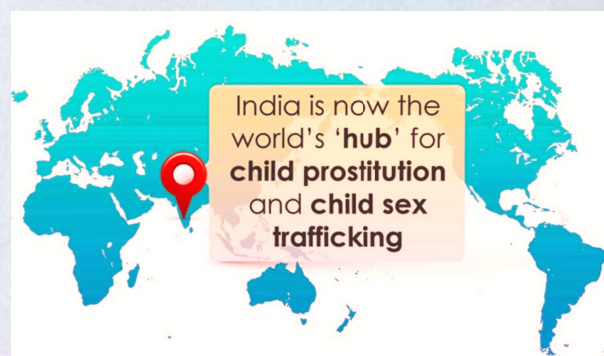 India is now the
world's ‘hub’ for
child prostitution
and child sex
trafficking